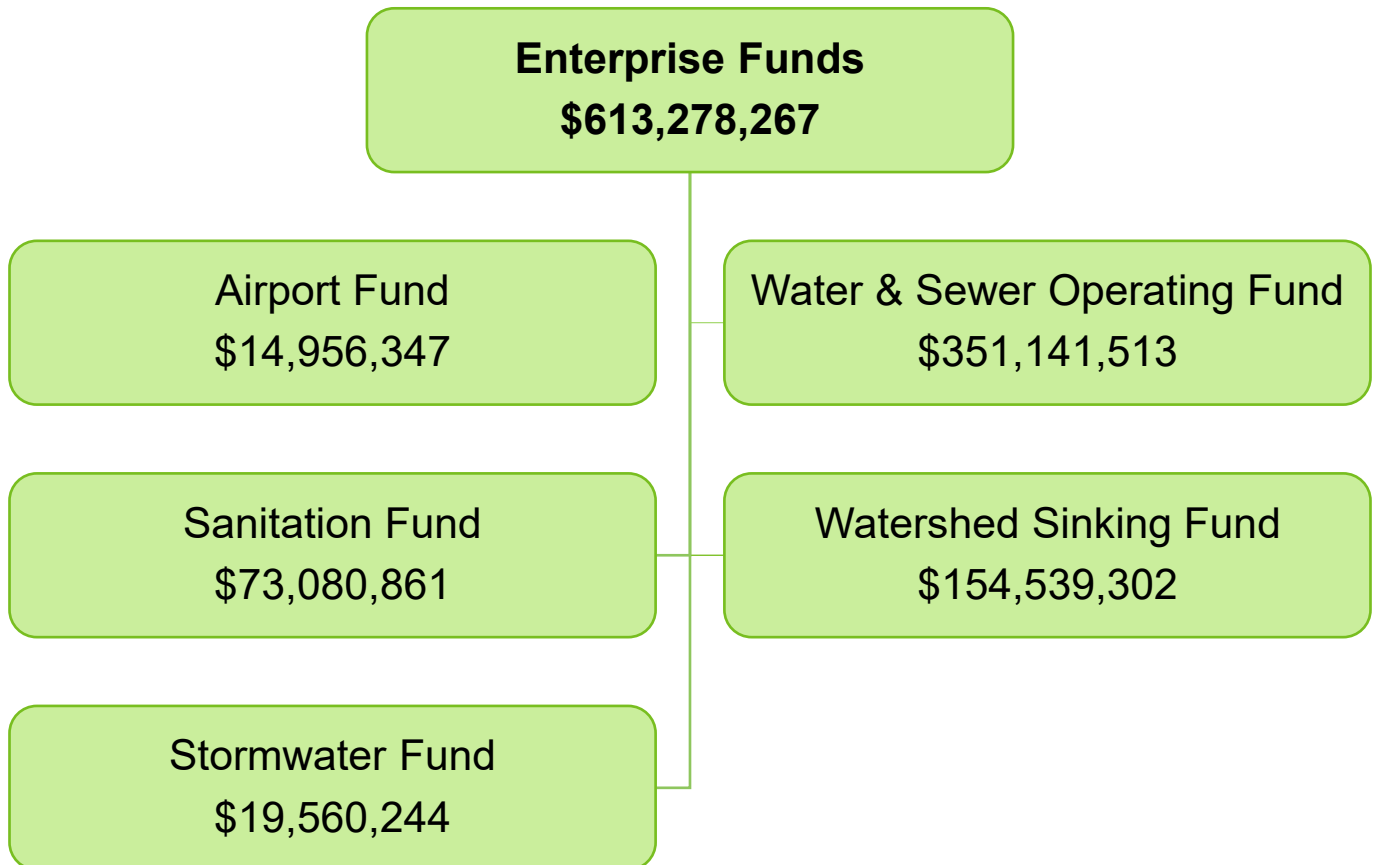 Enterprise Funds
$613,278,267
Airport Fund
$14,956,347
Water & Sewer Operating Fund
$351,141,513
Sanitation Fund
$73,080,861
Watershed Sinking Fund
$154,539,302
Stormwater Fund
$19,560,244